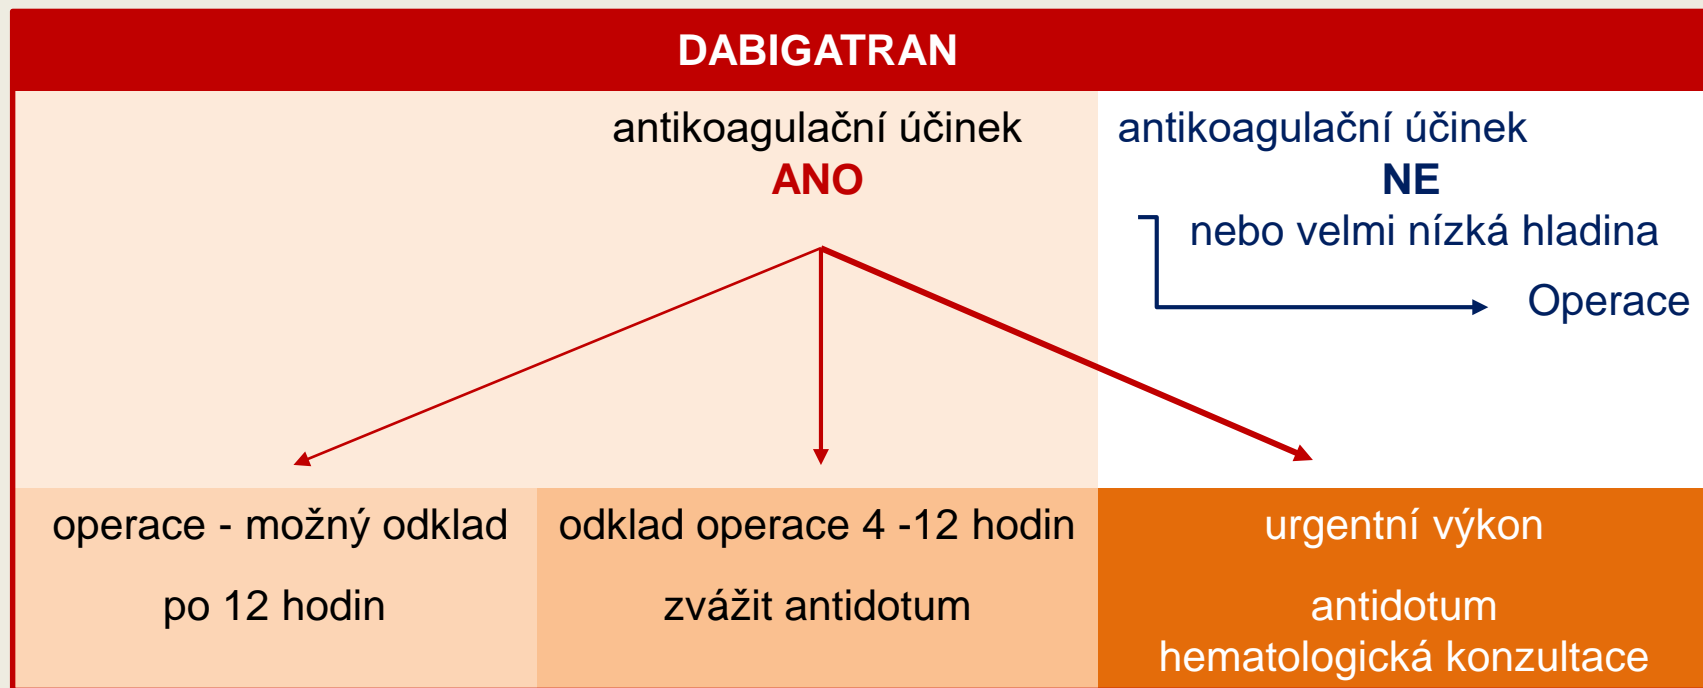 DABIGATRAN
antikoagulační účinek
ANO
antikoagulační účinek
NE
nebo velmi nízká hladina
Operace
operace - možný odklad
po 12 hodin
odklad operace 4 -12 hodin
zvážit antidotum
urgentní výkon
antidotum
hematologická konzultace